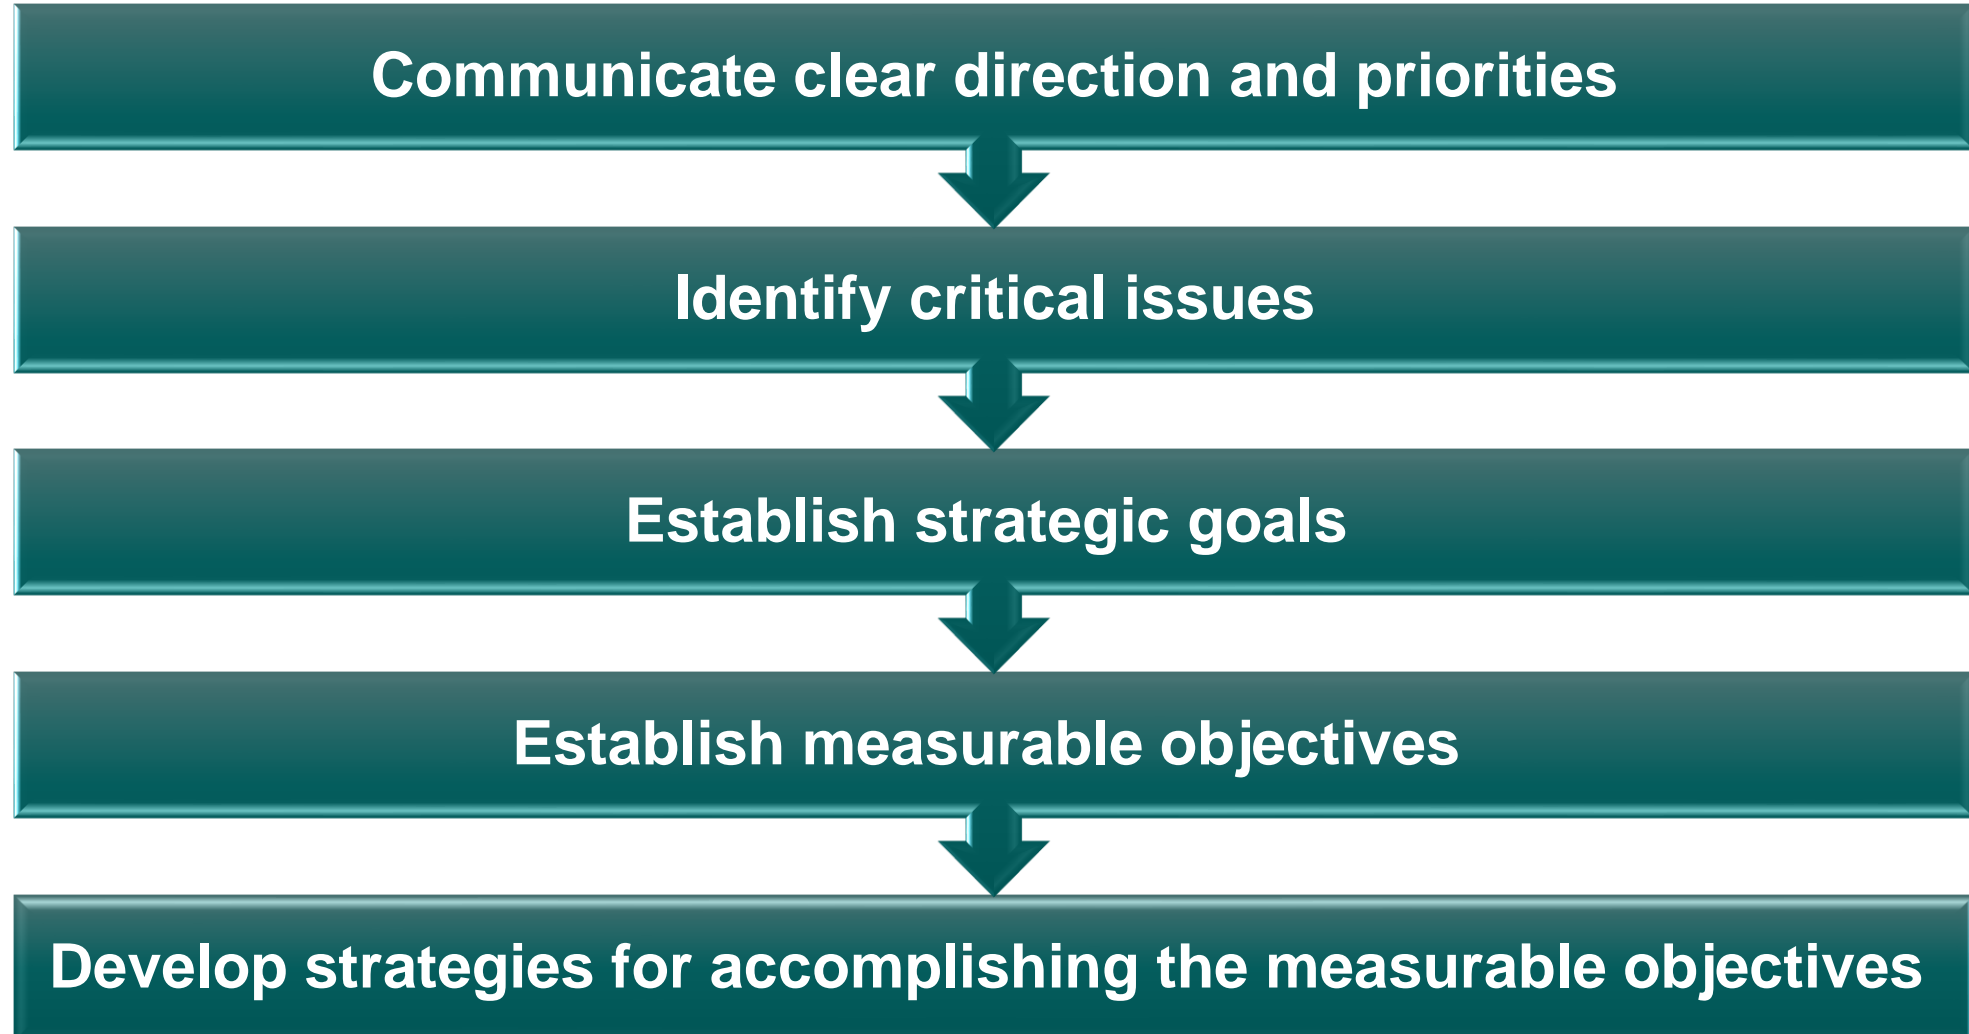 Communicate clear direction and priorities
Identify critical issues
Establish strategic goals
Establish measurable objectives
Develop strategies for accomplishing the measurable objectives